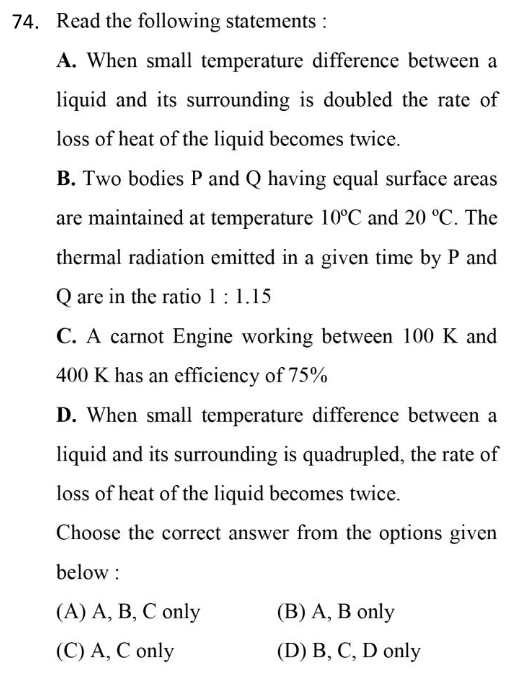 74. Read the following statements :
A. When small temperature difference between a
liquid and its surrounding is doubled the rate of
loss of heat of the liquid becomes twice.
B. Two bodies P and Q having equal surface areas
are maintained at temperature 10ºC and 20 ºC. The
thermal radiation emitted in a given time by P and
Q are in the ratio 1 : 1.15
C. A carnot Engine working between 100 K and
400 K has an efficiency of 75%
D. When small temperature difference between a
liquid and its surrounding is quadrupled, the rate of
loss of heat of the liquid becomes twice.
Choose the correct answer from the options given
below :
(A) A, B, C only (B) A, B only
(C) A, C only (D) B, C, D only